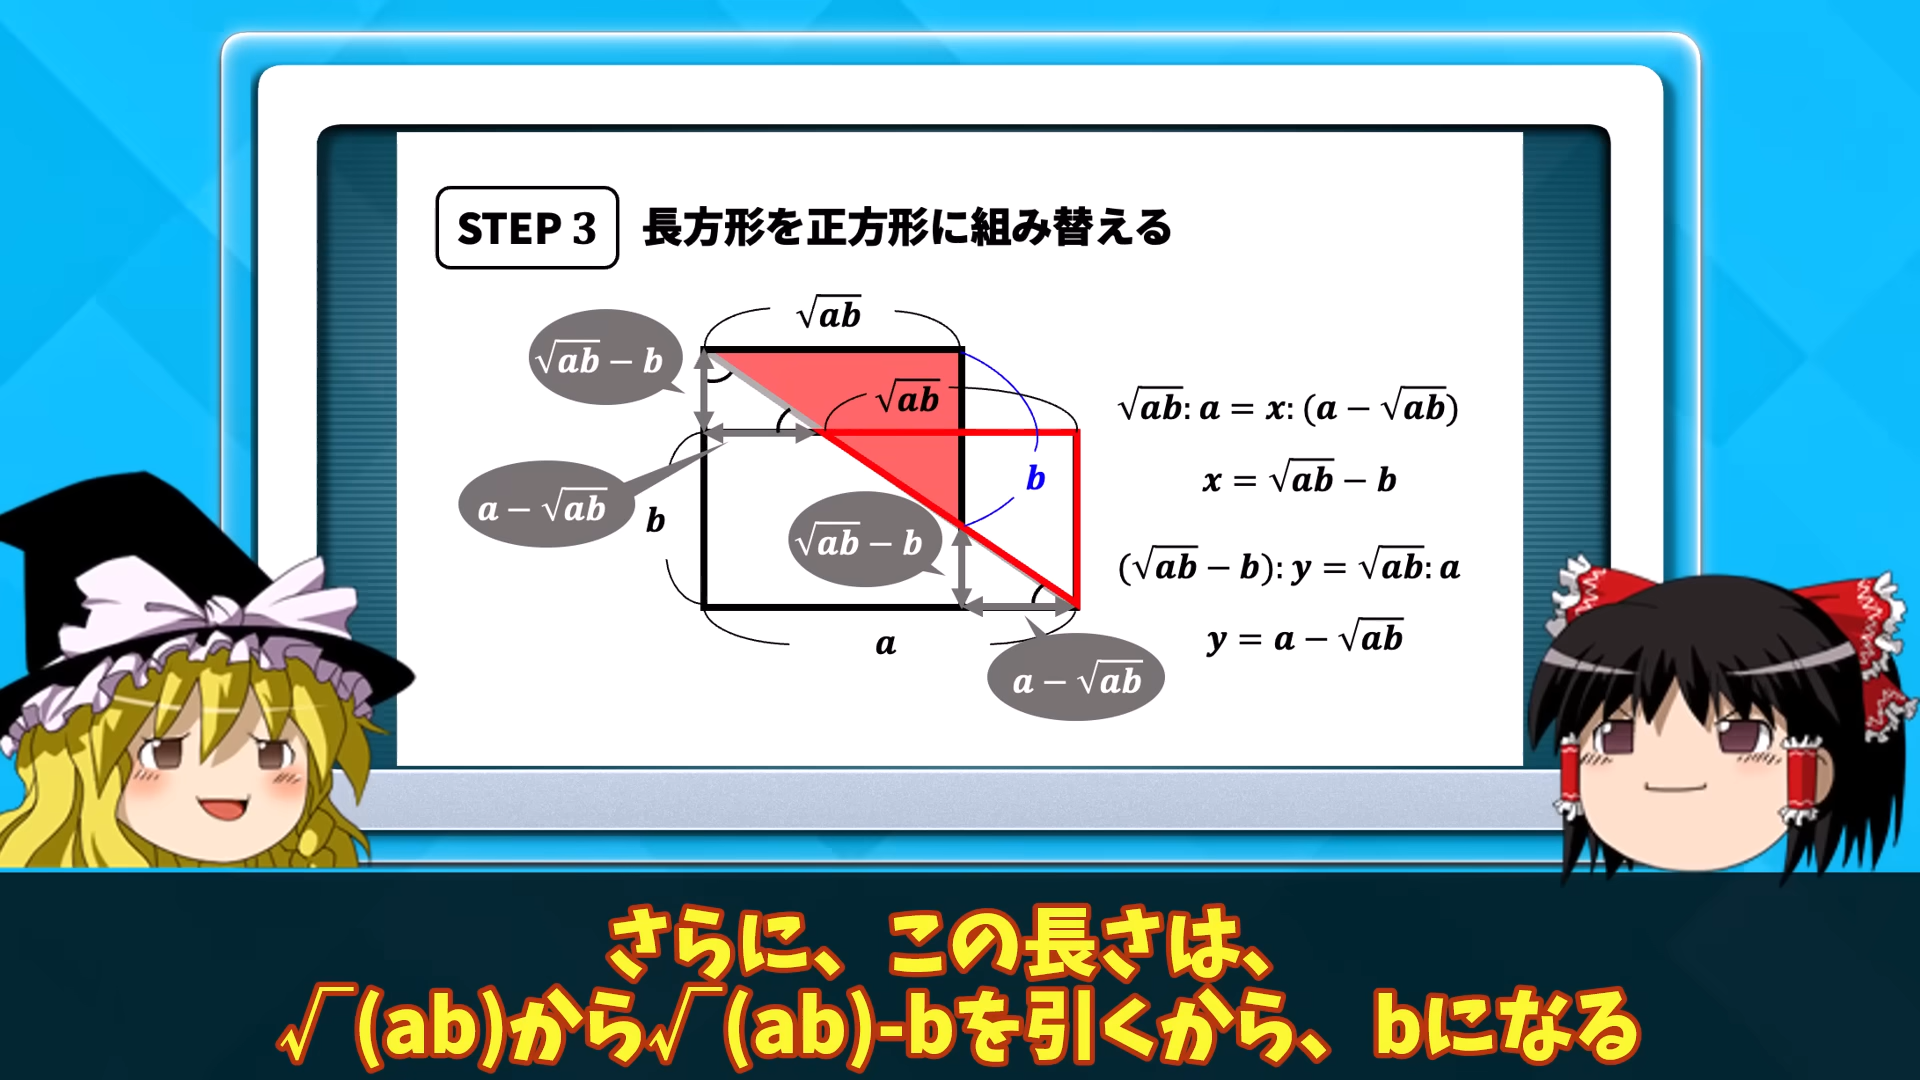 STEP 3 長方形を正方形に組み替える
√ab
√ab − b
√ab
√ab: a = x: (a − √ab)
b
x = √ab − b
a − √ab
b
√ab − b
(√ab − b): y = √ab: a
a
y = a − √ab
a − √ab
さらに、この長さは、
√(ab)から√(ab)-bを引くから、bになる